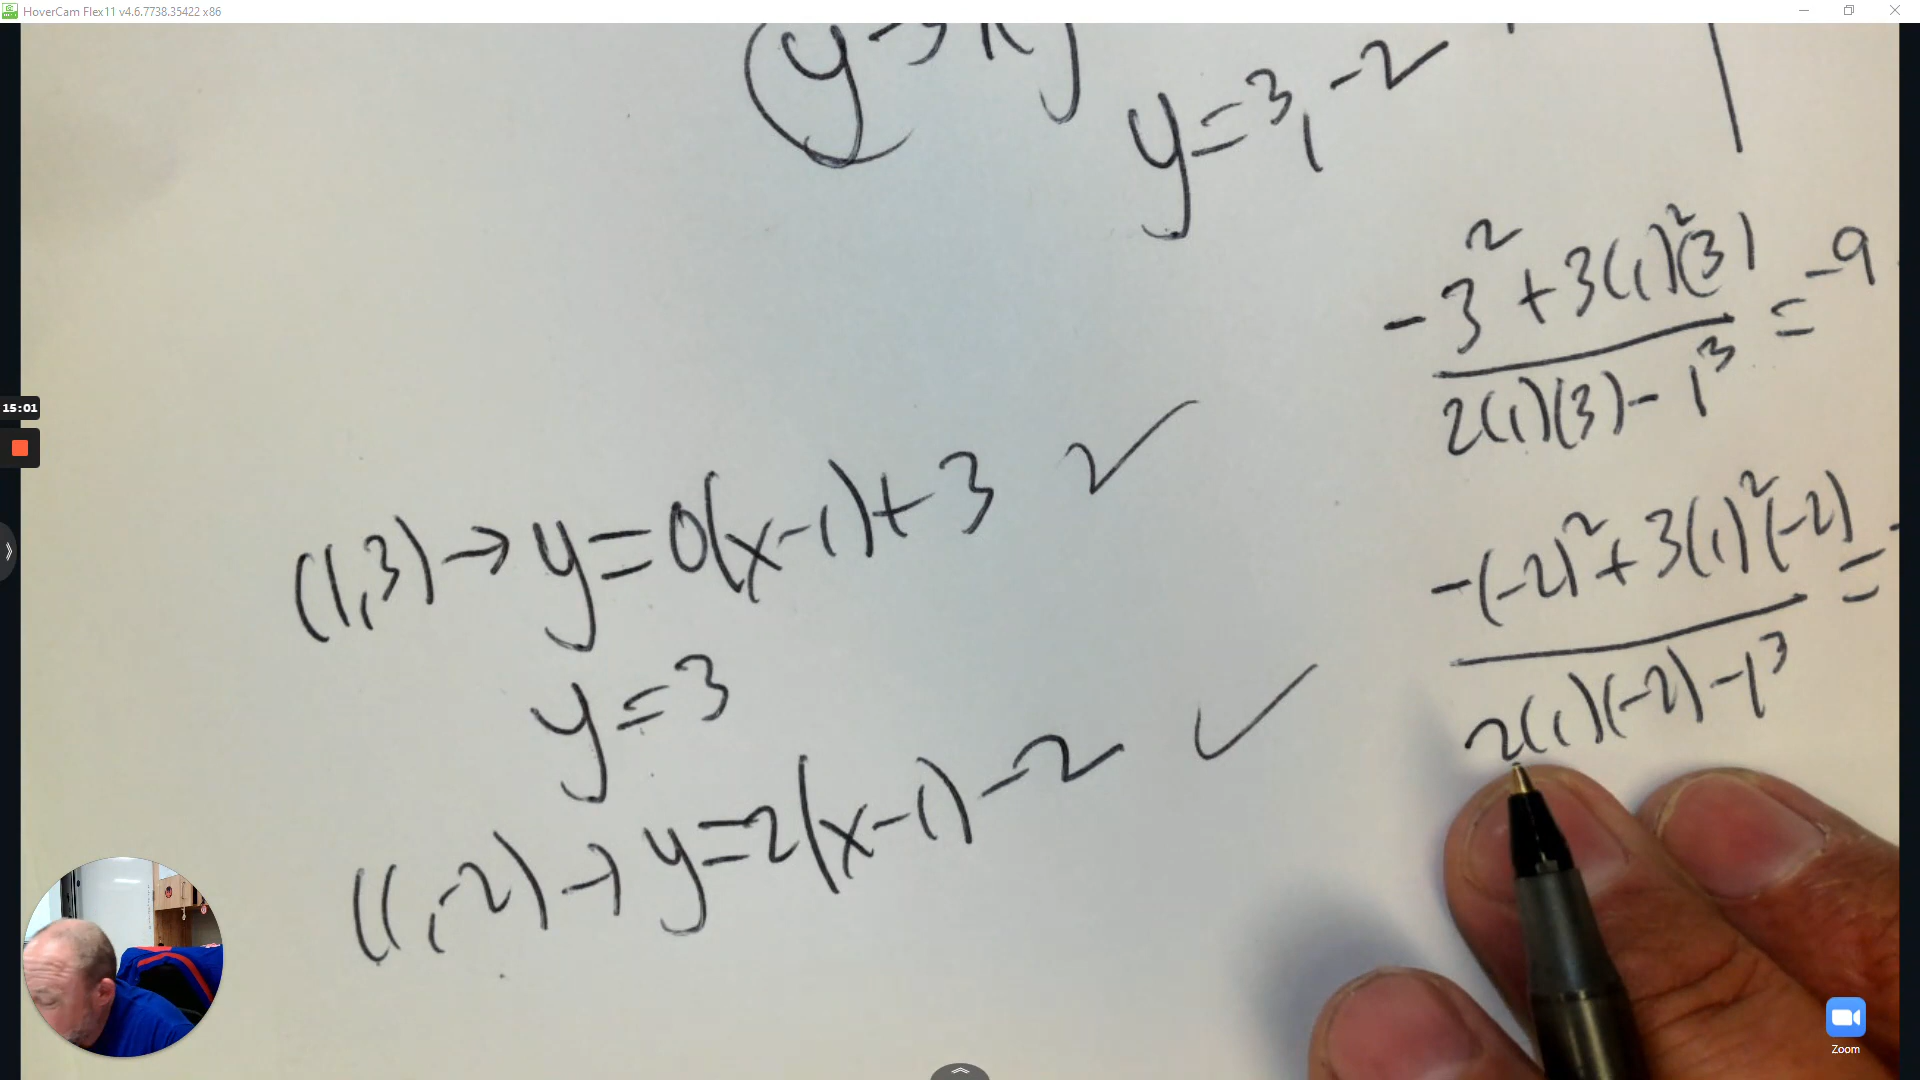 HoverCam Flex11 v4.6.7738.35422 x86
y = 3, -2
-3² + 3(1)²(3)
= -9
2(1)(3) - 1³
15:01
(1,3) → y = 0(x-1) + 3 ✓
-(-2)² + 3(1)²(-2)
=
y = 3
2(1)(-2) - 1³
(1,-2) → y = 2(x-1) - 2 ✓
Zoom